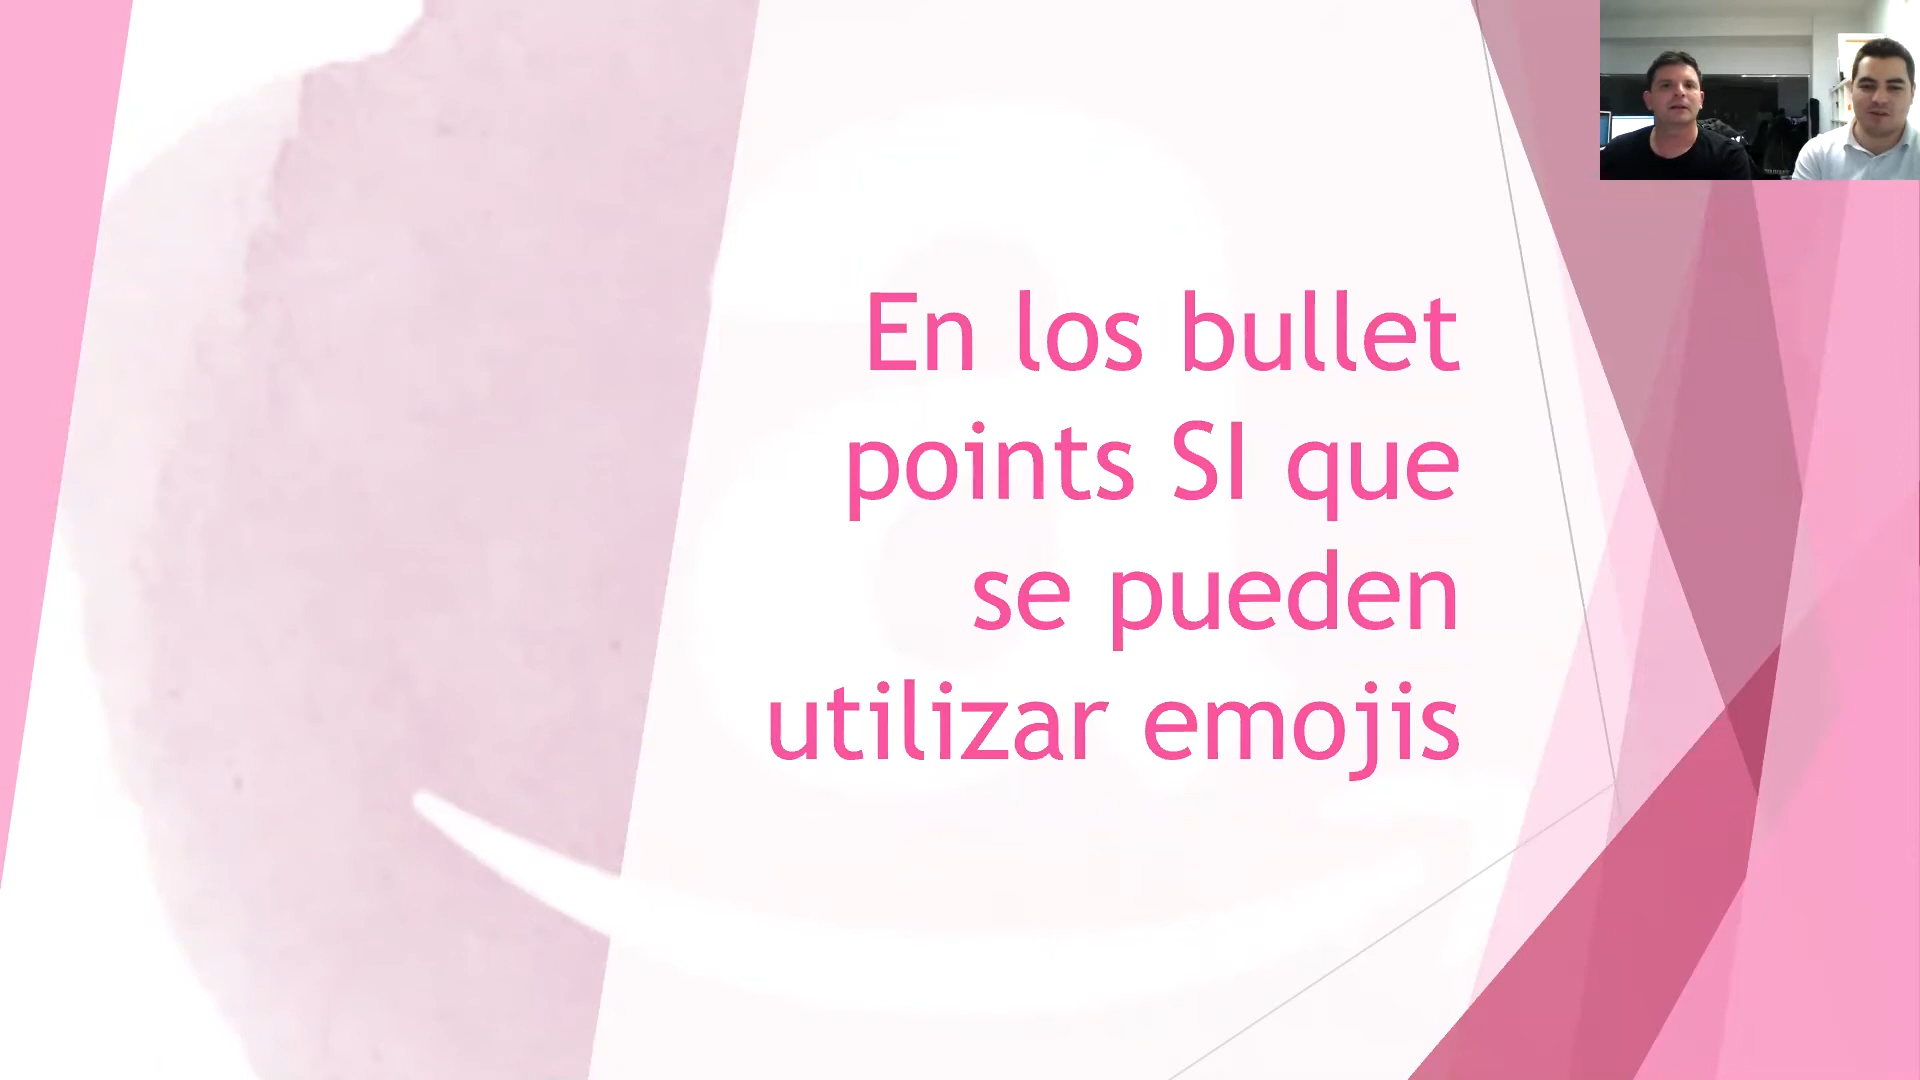 En los bullet
points SI que
se pueden
utilizar emojis